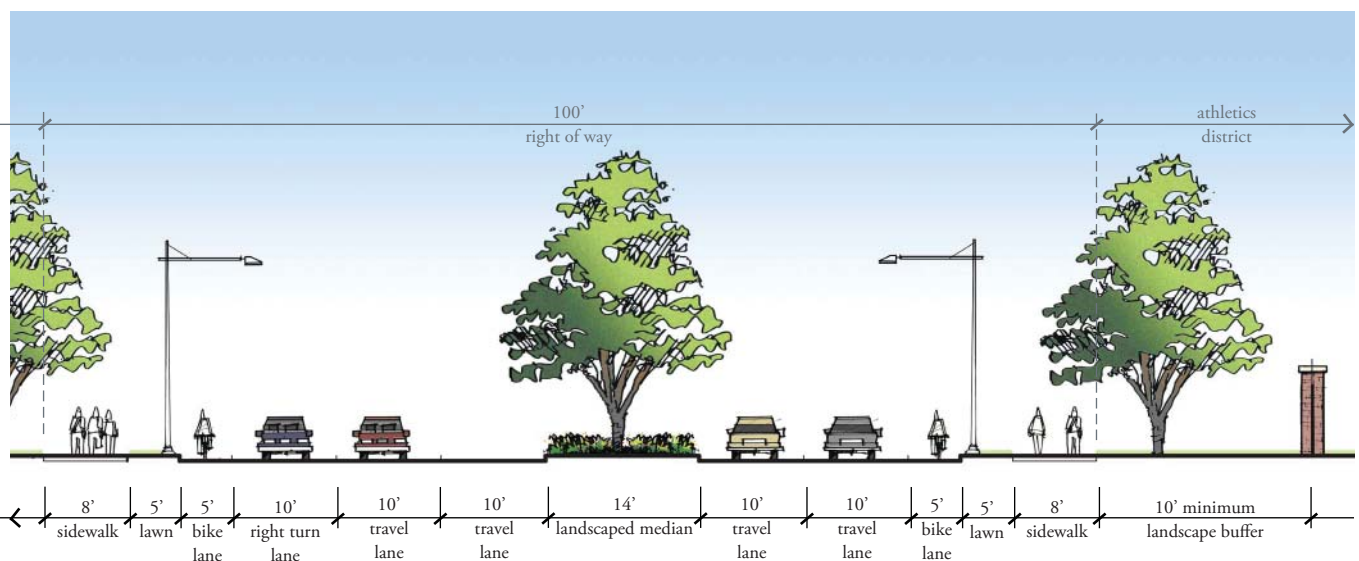 100’
right of way
athletics
district
8’
sidewalk
5’
lawn
5’
bike
lane
10’
right turn
lane
10’
travel
lane
10’
travel
lane
14’
landscaped median
10’
travel
lane
10’
travel
lane
5’
bike
lane
5’
lawn
8’
sidewalk
10’ minimum
landscape buffer